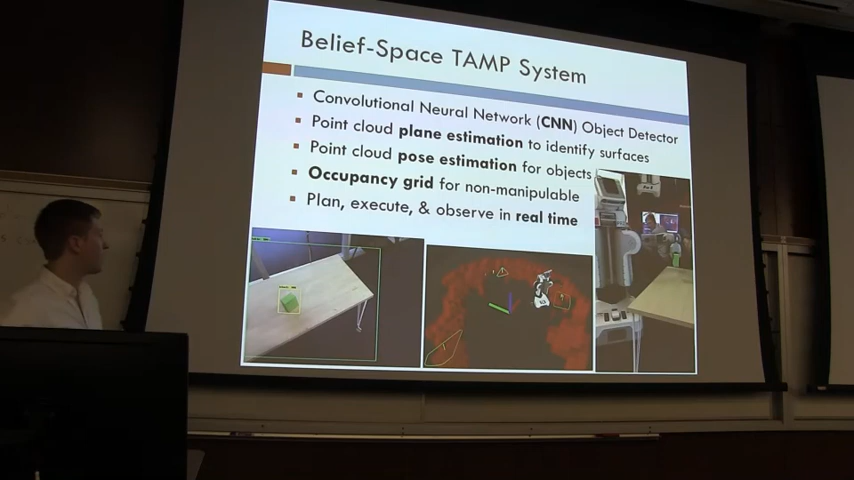 Belief-Space TAMP System
Convolutional Neural Network (CNN) Object Detector
Point cloud plane estimation to identify surfaces
Point cloud pose estimation for objects
Occupancy grid for non-manipulable
Plan, execute, & observe in real time